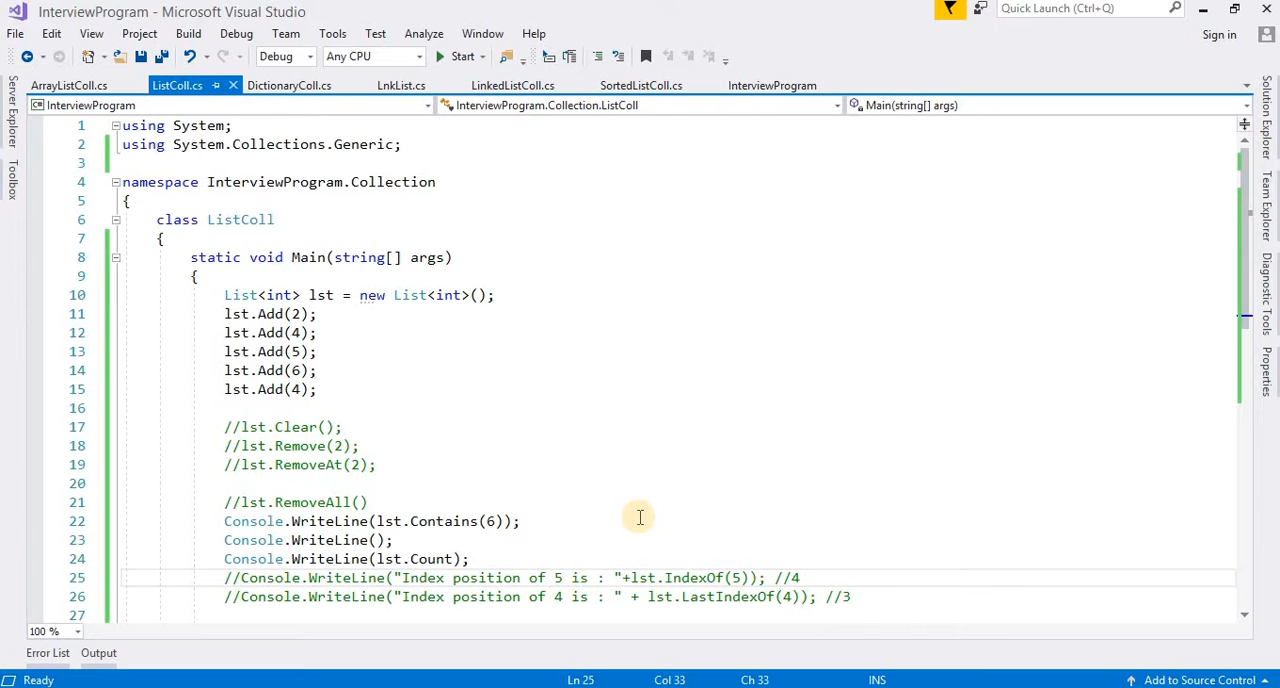 InterviewProgram - Microsoft Visual Studio
Quick Launch (Ctrl+Q)
File Edit View Project Build Debug Team Tools Test Analyze Window Help
Sign in
Debug Any CPU Start
ArrayListColl.cs ListColl.cs DictionaryColl.cs LnkList.cs LinkedListColl.cs SortedListColl.cs InterviewProgram
InterviewProgram InterviewProgram.Collection.ListColl Main(string[] args)
Server Explorer
Toolbox
Solution Explorer
Team Explorer
Diagnostic Tools
Properties
1 using System;
2 using System.Collections.Generic;
3
4 namespace InterviewProgram.Collection
5 {
6 class ListColl
7 {
8 static void Main(string[] args)
9 {
10 List<int> lst = new List<int>();
11 lst.Add(2);
12 lst.Add(4);
13 lst.Add(5);
14 lst.Add(6);
15 lst.Add(4);
16
17 //lst.Clear();
18 //lst.Remove(2);
19 //lst.RemoveAt(2);
20
21 //lst.RemoveAll()
22 Console.WriteLine(lst.Contains(6));
23 Console.WriteLine();
24 Console.WriteLine(lst.Count);
25 //Console.WriteLine("Index position of 5 is : "+lst.IndexOf(5)); //4
26 //Console.WriteLine("Index position of 4 is : " + lst.LastIndexOf(4)); //3
27
100 %
Error List Output
Ready Ln 25 Col 33 Ch 33 INS Add to Source Control